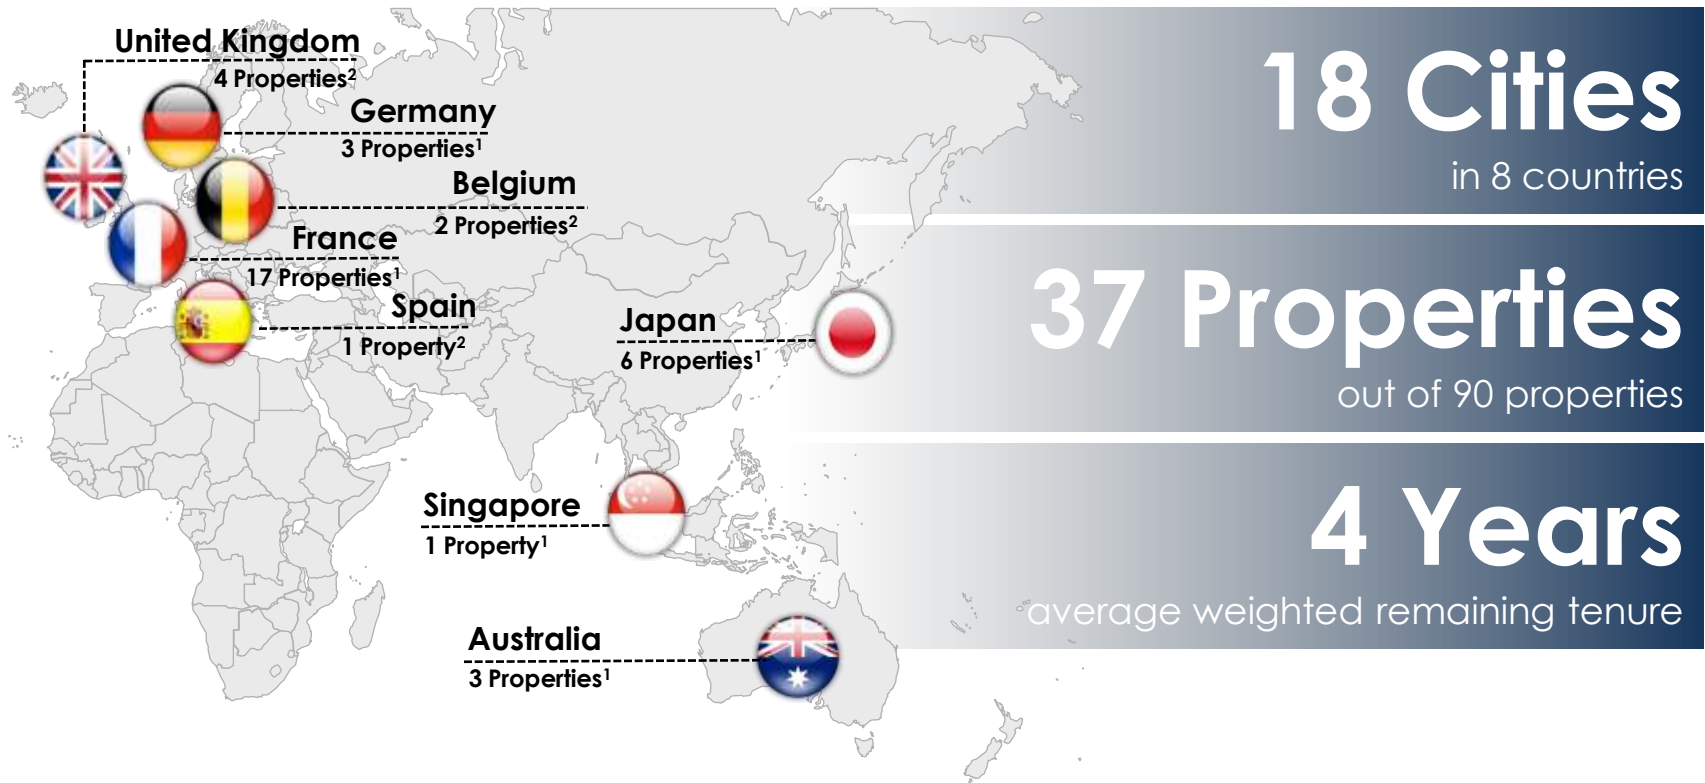 United Kingdom
4 Properties²
Germany
3 Properties¹
Belgium
2 Properties²
France
17 Properties¹
Spain
1 Property²
Japan
6 Properties¹
Singapore
1 Property¹
Australia
3 Properties¹
18 Cities
in 8 countries
37 Properties
out of 90 properties
4 Years
average weighted remaining tenure